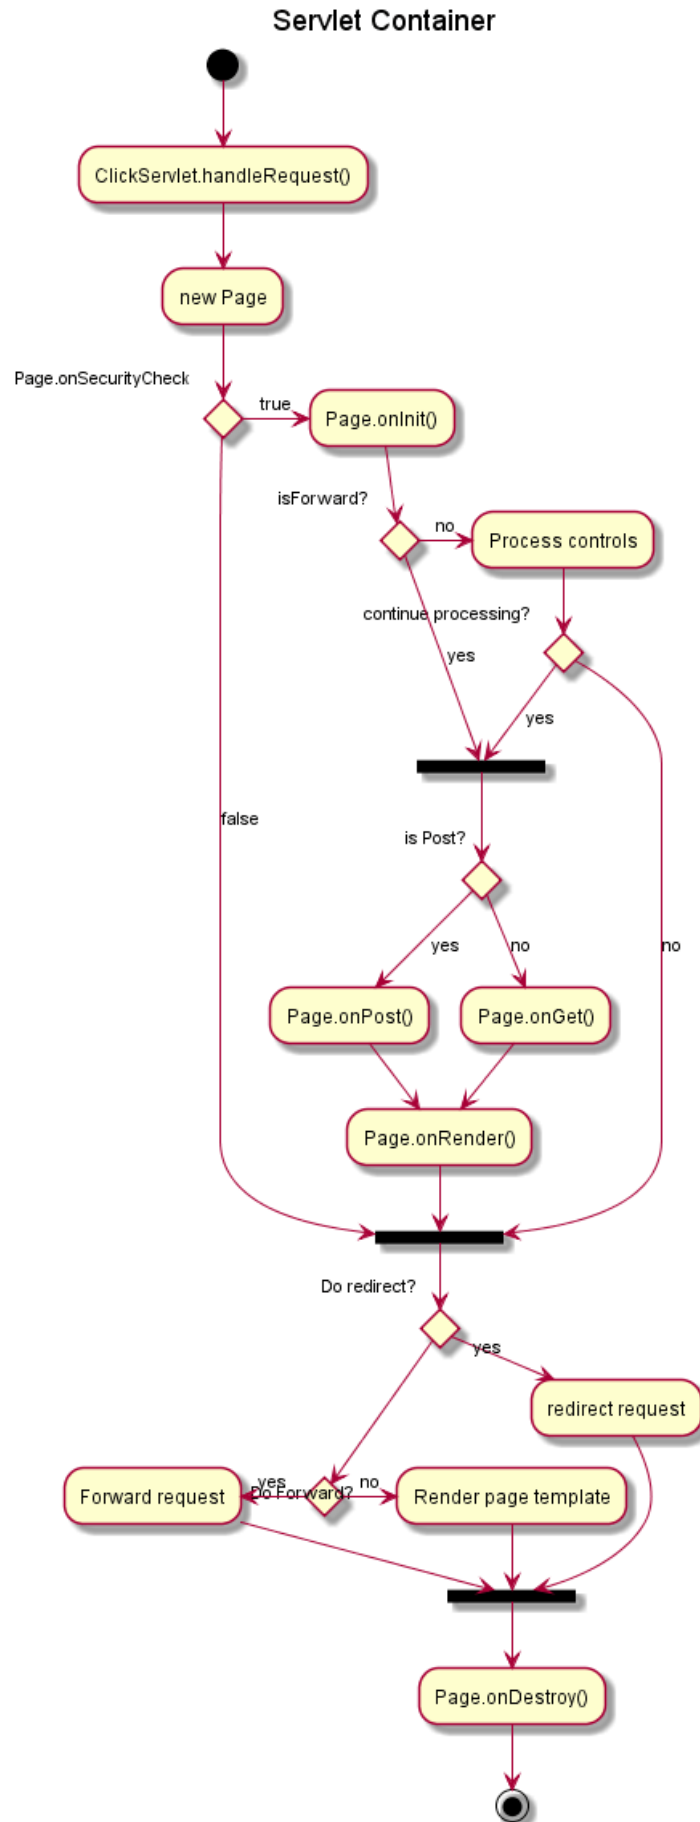 Servlet Container
ClickServlet.handleRequest()
new Page
Page.onSecurityCheck
true
Page.onInit()
isForward?
no
Process controls
continue processing?
yes
yes
false
is Post?
yes
no
no
Page.onPost()
Page.onGet()
Page.onRender()
Do redirect?
yes
redirect request
Forward request
yes
Do Forward?
no
Render page template
Page.onDestroy()